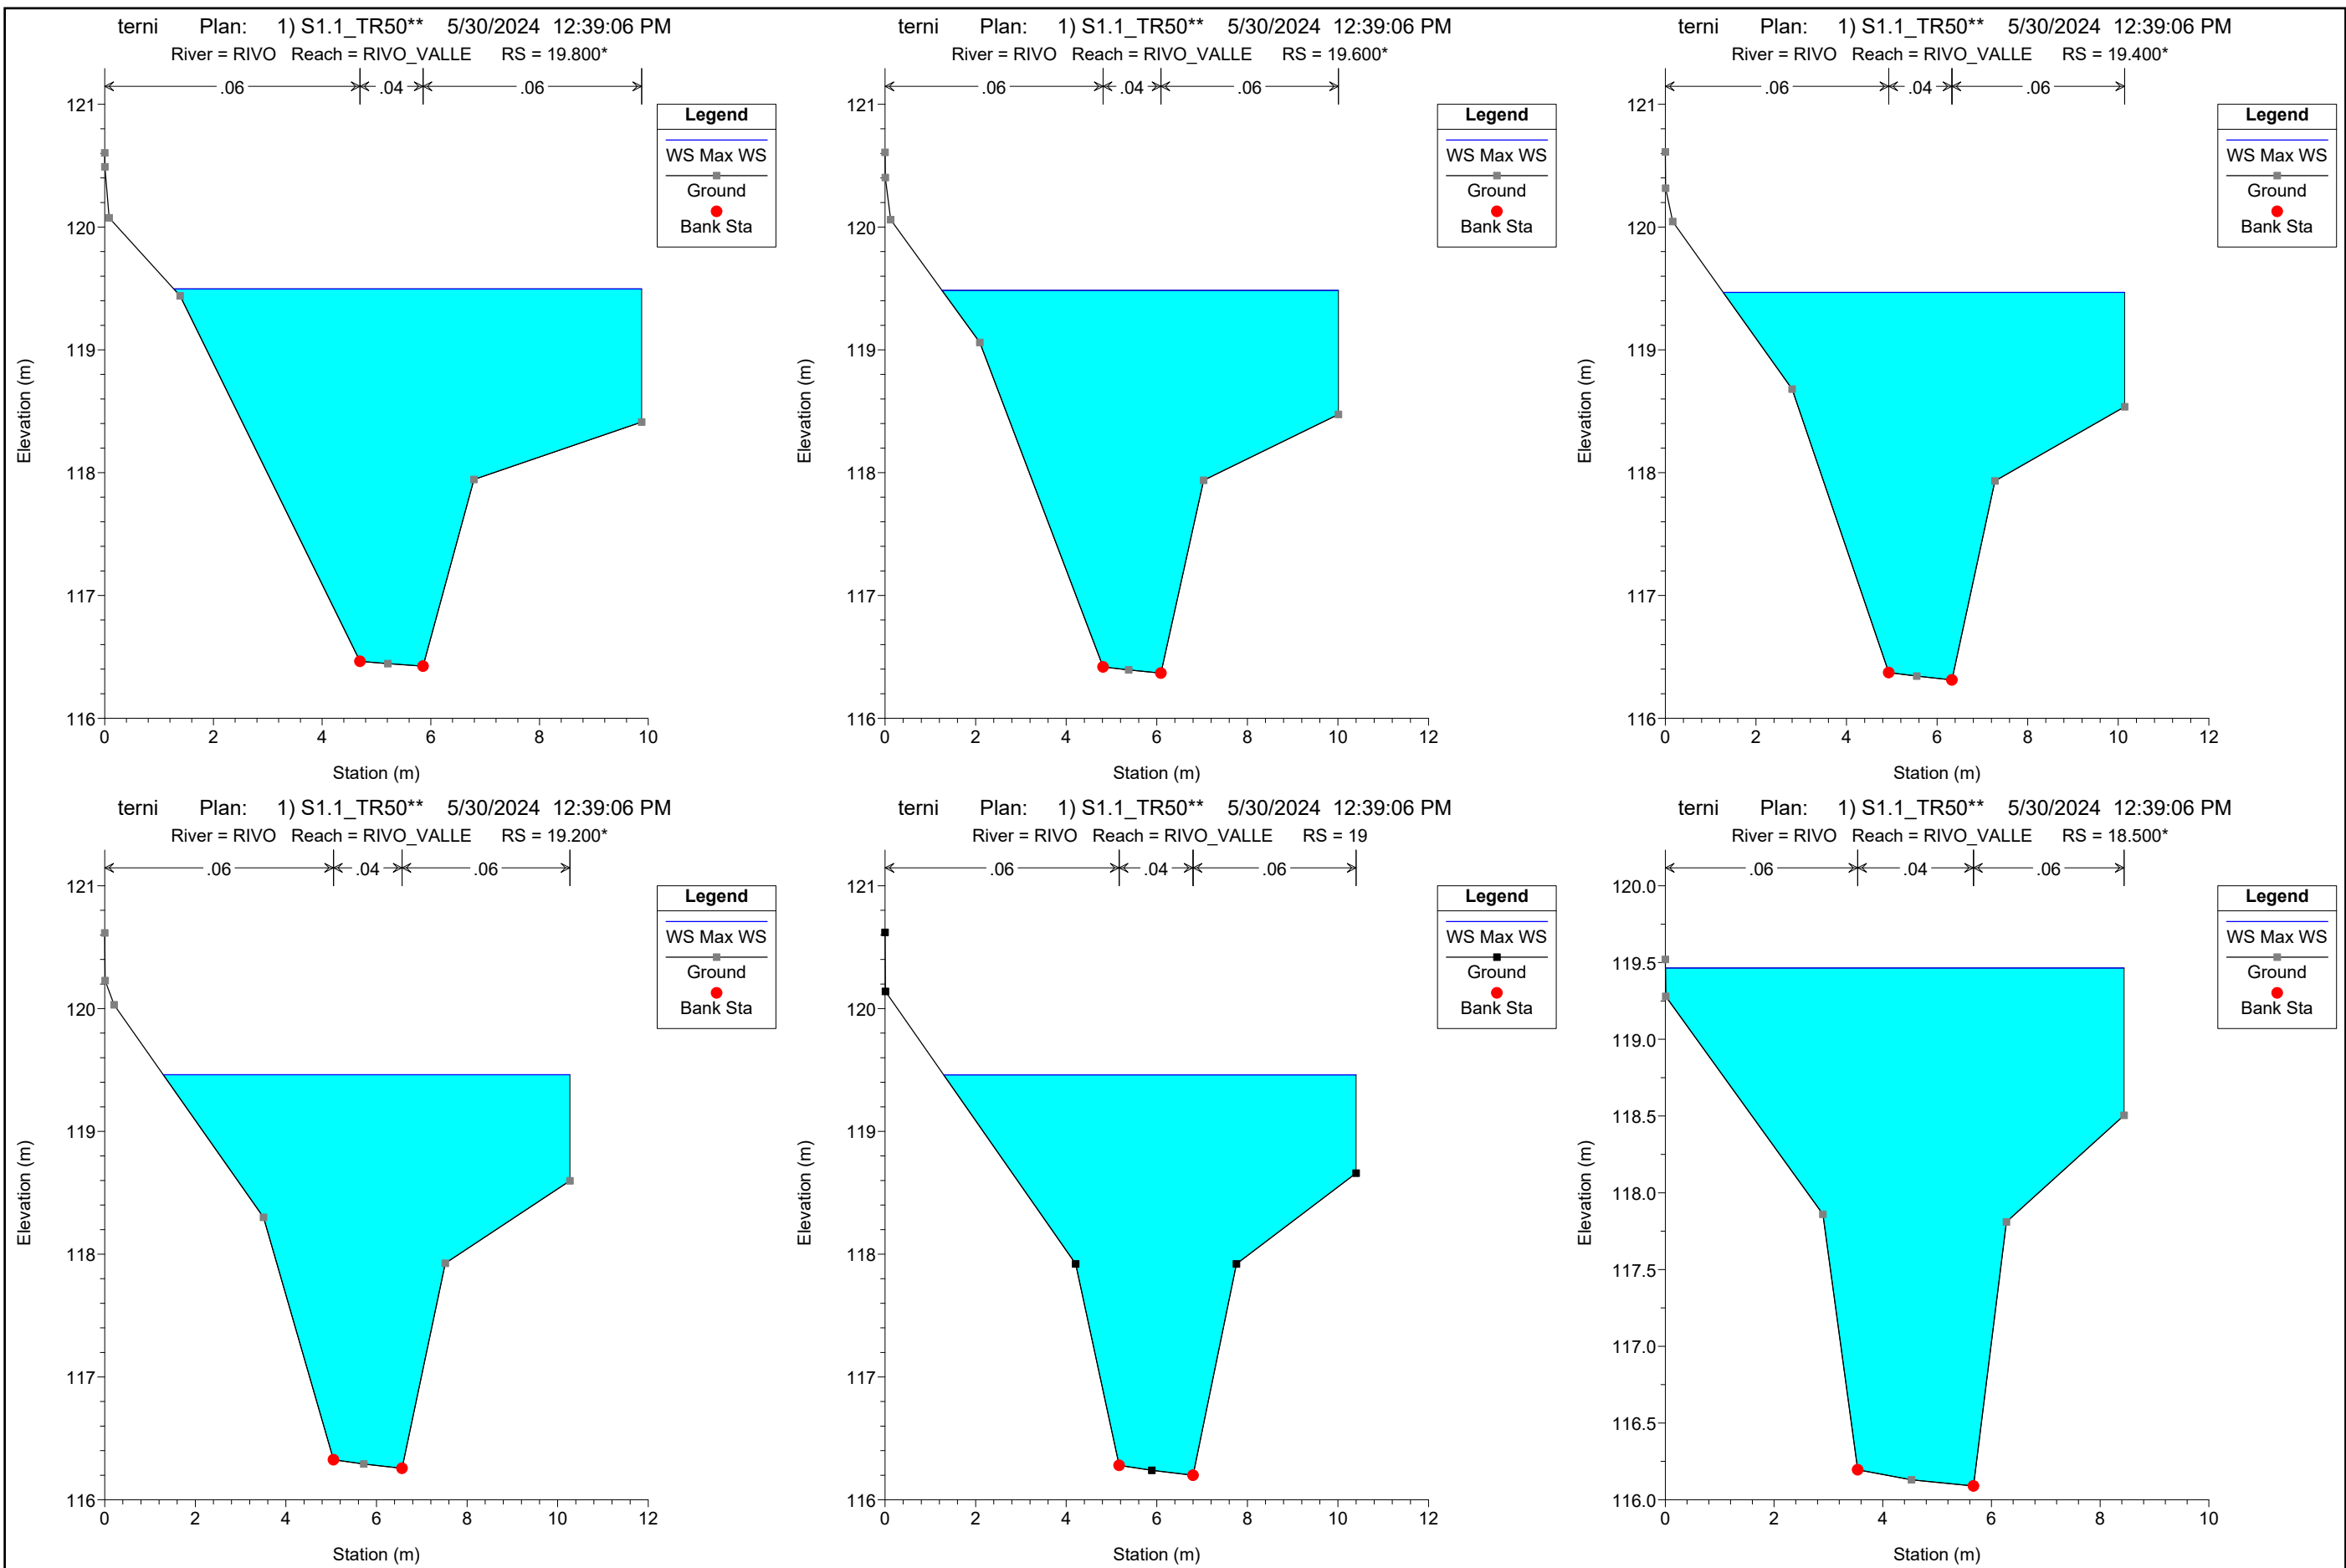 terni Plan: 1) S1.1_TR50** 5/30/2024 12:39:06 PM
River = RIVO Reach = RIVO_VALLE RS = 19.800*
.06 .04 .06
Legend
WS Max WS
Ground
Bank Sta
121
120
119
118
117
116
Elevation (m)
0 2 4 6 8 10
Station (m)
terni Plan: 1) S1.1_TR50** 5/30/2024 12:39:06 PM
River = RIVO Reach = RIVO_VALLE RS = 19.600*
.06 .04 .06
Legend
WS Max WS
Ground
Bank Sta
121
120
119
118
117
116
Elevation (m)
0 2 4 6 8 10 12
Station (m)
terni Plan: 1) S1.1_TR50** 5/30/2024 12:39:06 PM
River = RIVO Reach = RIVO_VALLE RS = 19.400*
.06 .04 .06
Legend
WS Max WS
Ground
Bank Sta
121
120
119
118
117
116
Elevation (m)
0 2 4 6 8 10 12
Station (m)
terni Plan: 1) S1.1_TR50** 5/30/2024 12:39:06 PM
River = RIVO Reach = RIVO_VALLE RS = 19.200*
.06 .04 .06
Legend
WS Max WS
Ground
Bank Sta
121
120
119
118
117
116
Elevation (m)
0 2 4 6 8 10 12
Station (m)
terni Plan: 1) S1.1_TR50** 5/30/2024 12:39:06 PM
River = RIVO Reach = RIVO_VALLE RS = 19
.06 .04 .06
Legend
WS Max WS
Ground
Bank Sta
121
120
119
118
117
116
Elevation (m)
0 2 4 6 8 10 12
Station (m)
terni Plan: 1) S1.1_TR50** 5/30/2024 12:39:06 PM
River = RIVO Reach = RIVO_VALLE RS = 18.500*
.06 .04 .06
Legend
WS Max WS
Ground
Bank Sta
120.0
119.5
119.0
118.5
118.0
117.5
117.0
116.5
116.0
Elevation (m)
0 2 4 6 8 10
Station (m)